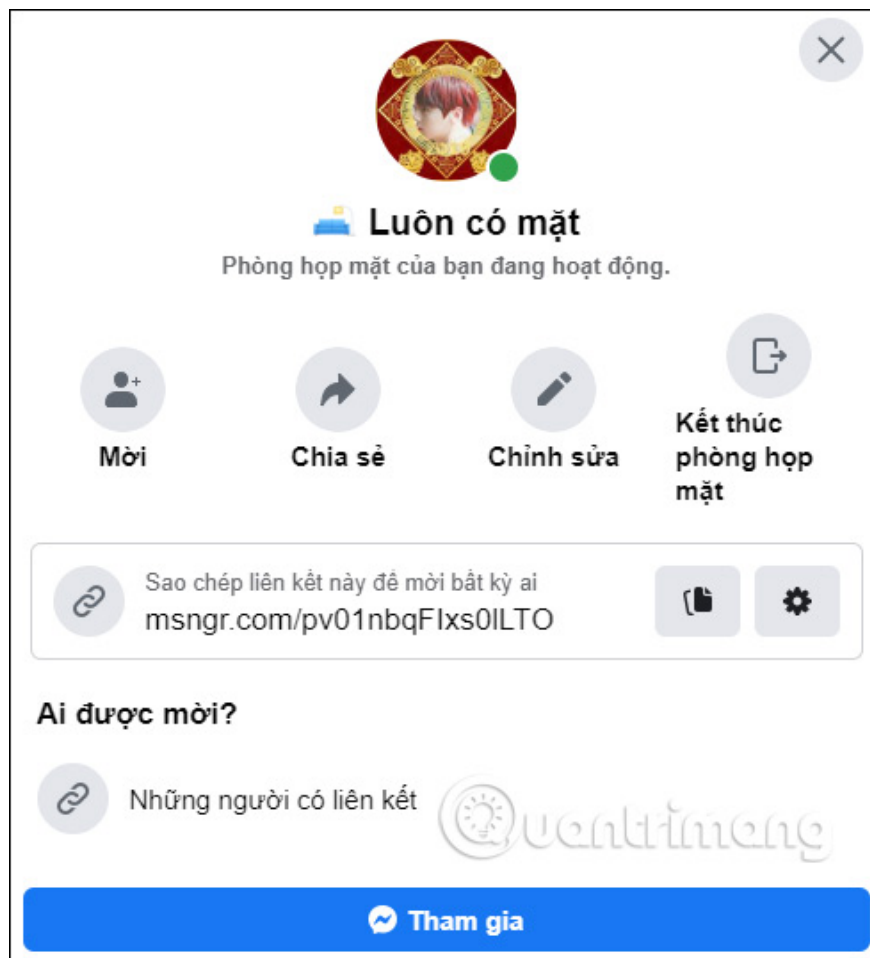 Luôn có mặt
Phòng họp mặt của bạn đang hoạt động.
Mời
Chia sẻ
Chỉnh sửa
Kết thúc
phòng họp
mặt
Sao chép liên kết này để mời bất kỳ ai
msngr.com/pv01nbqFIxs0ILTO
Ai được mời?
Những người có liên kết
Quantrimang
Tham gia